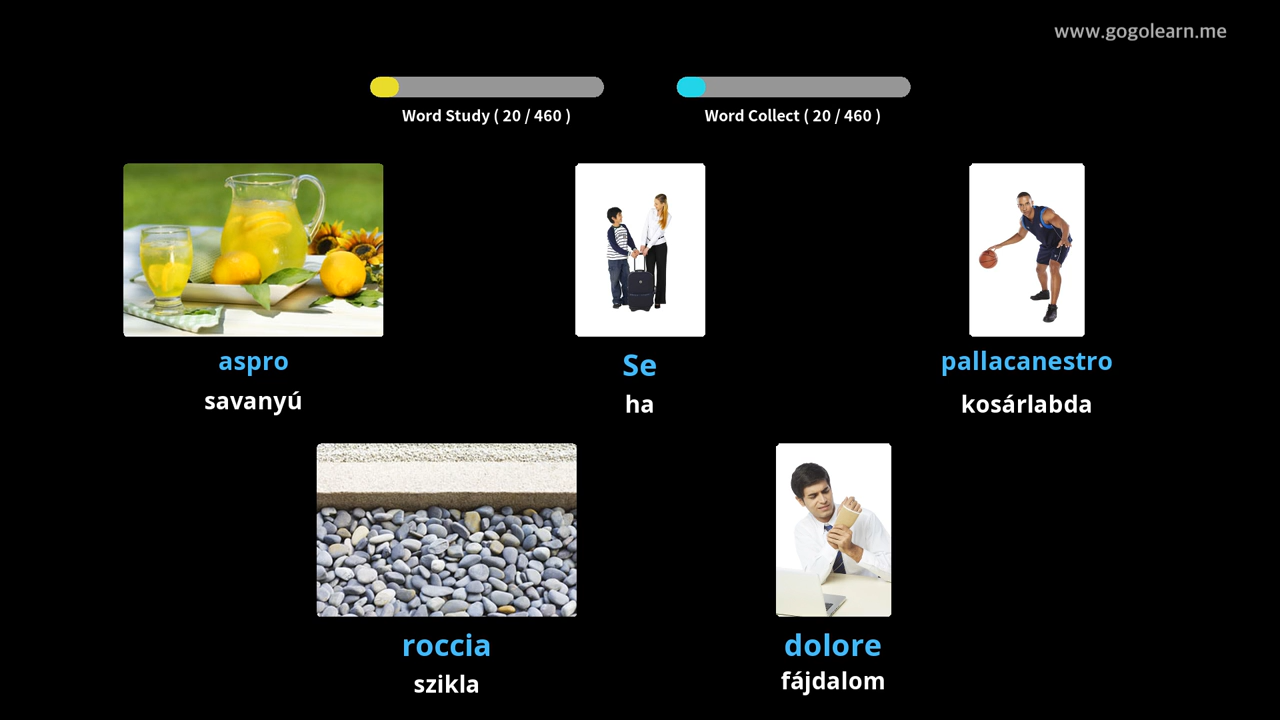 www.gogolearn.me
Word Study ( 20 / 460 )
Word Collect ( 20 / 460 )
aspro
savanyú
Se
ha
pallacanestro
kosárlabda
roccia
szikla
dolore
fájdalom